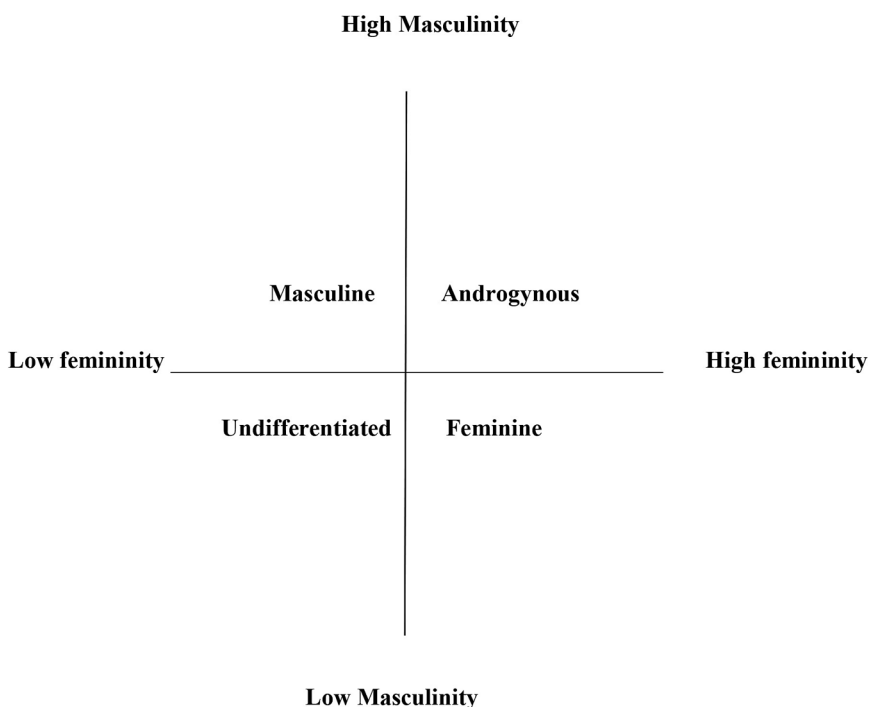 High Masculinity
Masculine Androgynous
Low femininity High femininity
Undifferentiated Feminine
Low Masculinity